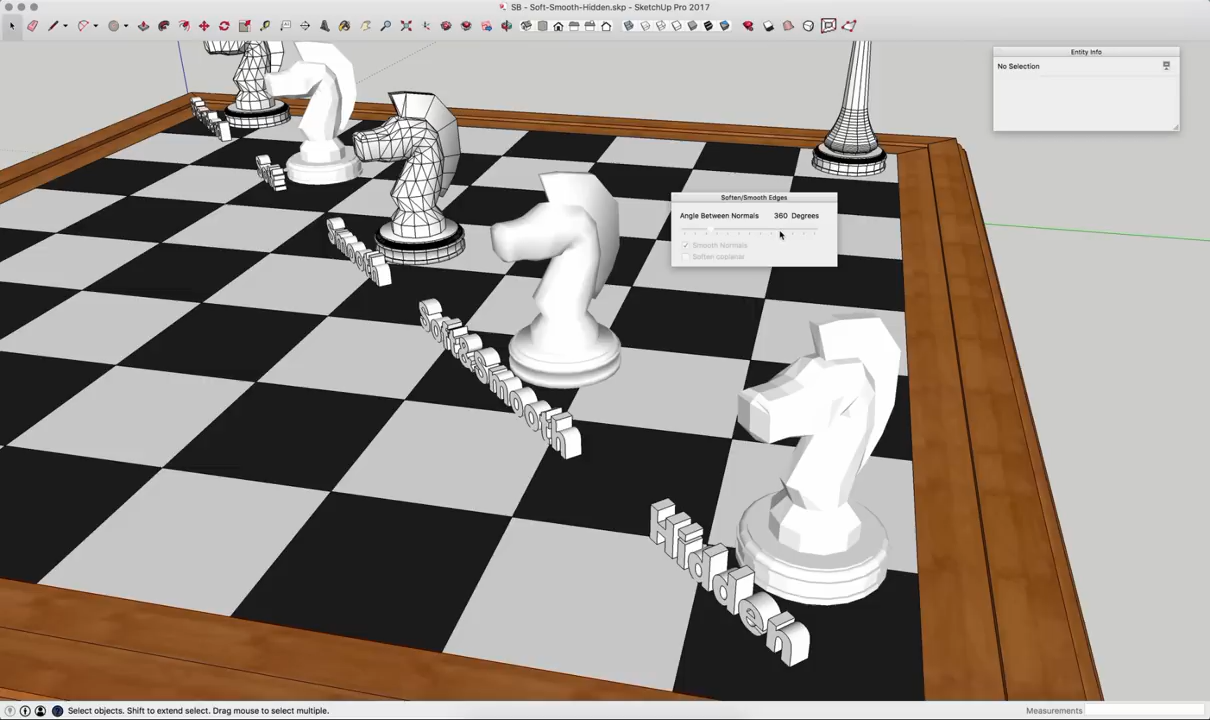 SB - Soft-Smooth-Hidden.skp - SketchUp Pro 2017
Entity Info
No Selection
Soften/Smooth Edges
Angle Between Normals 360 Degrees
Smooth Normals
Soften coplanar
Smooth
Soft&Smooth
Hidden
Select objects. Shift to extend select. Drag mouse to select multiple.
Measurements